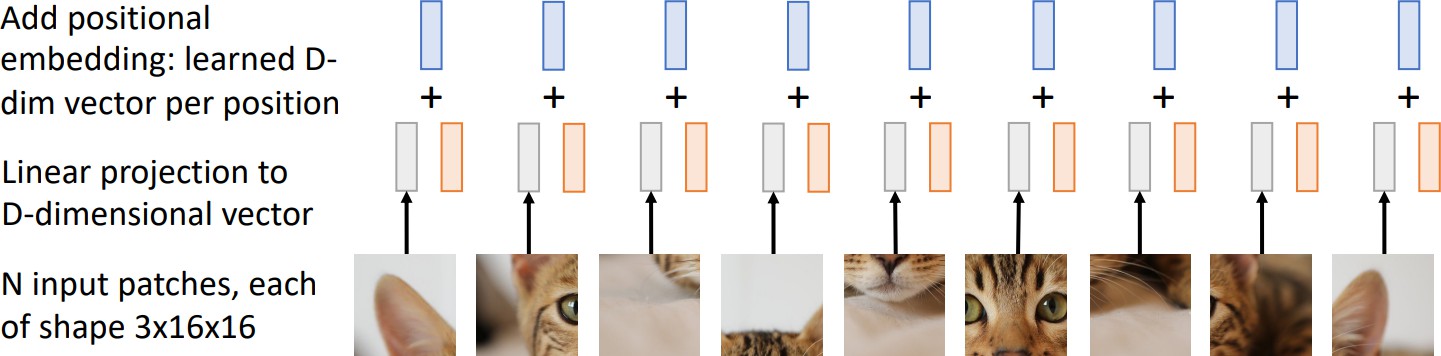 Add positional
embedding: learned D-
dim vector per position
+ + + + + + + + +
Linear projection to
D-dimensional vector
N input patches, each
of shape 3x16x16